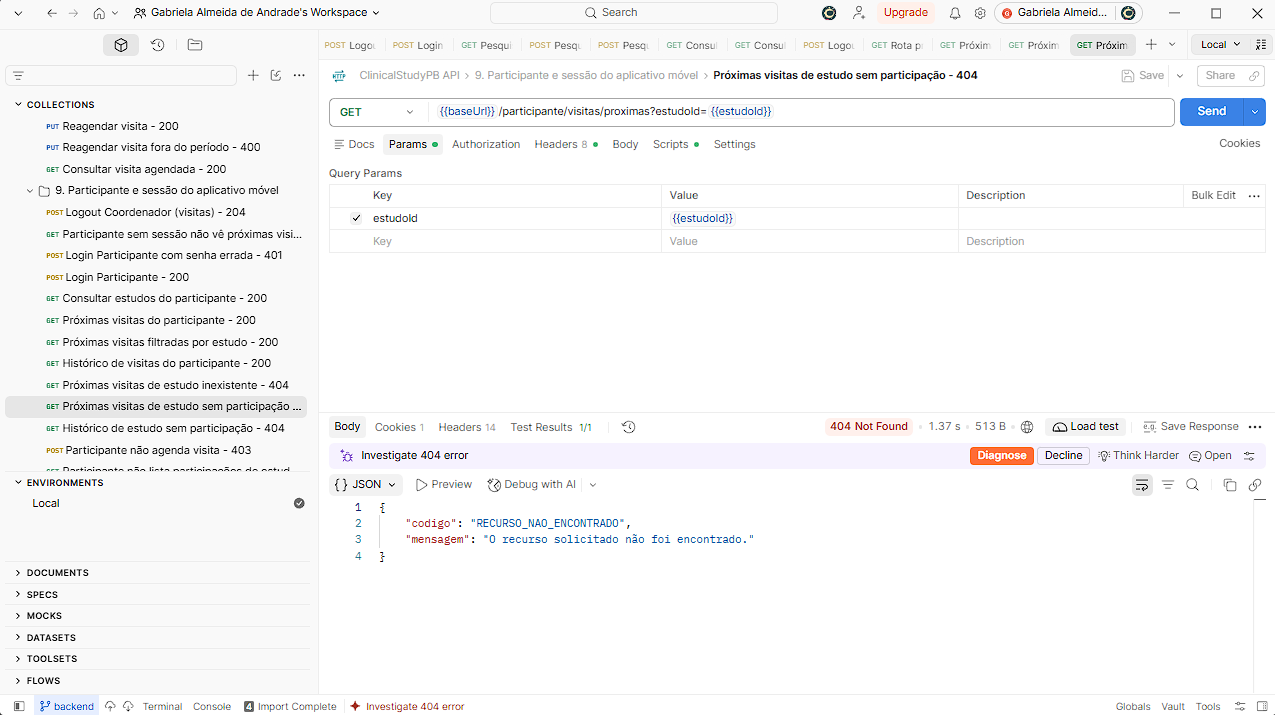 Gabriela Almeida de Andrade's Workspace
Search
Upgrade
Gabriela Almeid...
POST Logou
POST Login
GET Pesqui
POST Pesqu
POST Pesqu
GET Consul
GET Consul
POST Logou
GET Rota pr
GET Próxim
GET Próxim
GET Próxim
Local
ClinicalStudyPB API > 9. Participante e sessão do aplicativo móvel > Próximas visitas de estudo sem participação - 404
Save
Share
COLLECTIONS
PUT Reagendar visita - 200
PUT Reagendar visita fora do período - 400
GET Consultar visita agendada - 200
9. Participante e sessão do aplicativo móvel
POST Logout Coordenador (visitas) - 204
GET Participante sem sessão não vê próximas visi...
POST Login Participante com senha errada - 401
POST Login Participante - 200
GET Consultar estudos do participante - 200
GET Próximas visitas do participante - 200
GET Próximas visitas filtradas por estudo - 200
GET Histórico de visitas do participante - 200
GET Próximas visitas de estudo inexistente - 404
GET Próximas visitas de estudo sem participação ...
GET Histórico de estudo sem participação - 404
POST Participante não agenda visita - 403
GET Participante não lista participações de estud...
ENVIRONMENTS
Local
DOCUMENTS
SPECS
MOCKS
DATASETS
TOOLSETS
FLOWS
GET
{{baseUrl}} /participante/visitas/proximas?estudoId= {{estudoId}}
Send
Docs
Params
Authorization
Headers 8
Body
Scripts
Settings
Cookies
Query Params
Key Value Description Bulk Edit
estudoId {{estudoId}}
Key Value Description
Body
Cookies 1
Headers 14
Test Results 1/1
404 Not Found
1.37 s
513 B
Load test
e.g. Save Response
Investigate 404 error
Diagnose
Decline
Think Harder
Open
{} JSON
Preview
Debug with AI
1 {
2 "codigo": "RECURSO_NAO_ENCONTRADO",
3 "mensagem": "O recurso solicitado não foi encontrado."
4 }
backend
Terminal
Console
4 Import Complete
Investigate 404 error
Globals
Vault
Tools